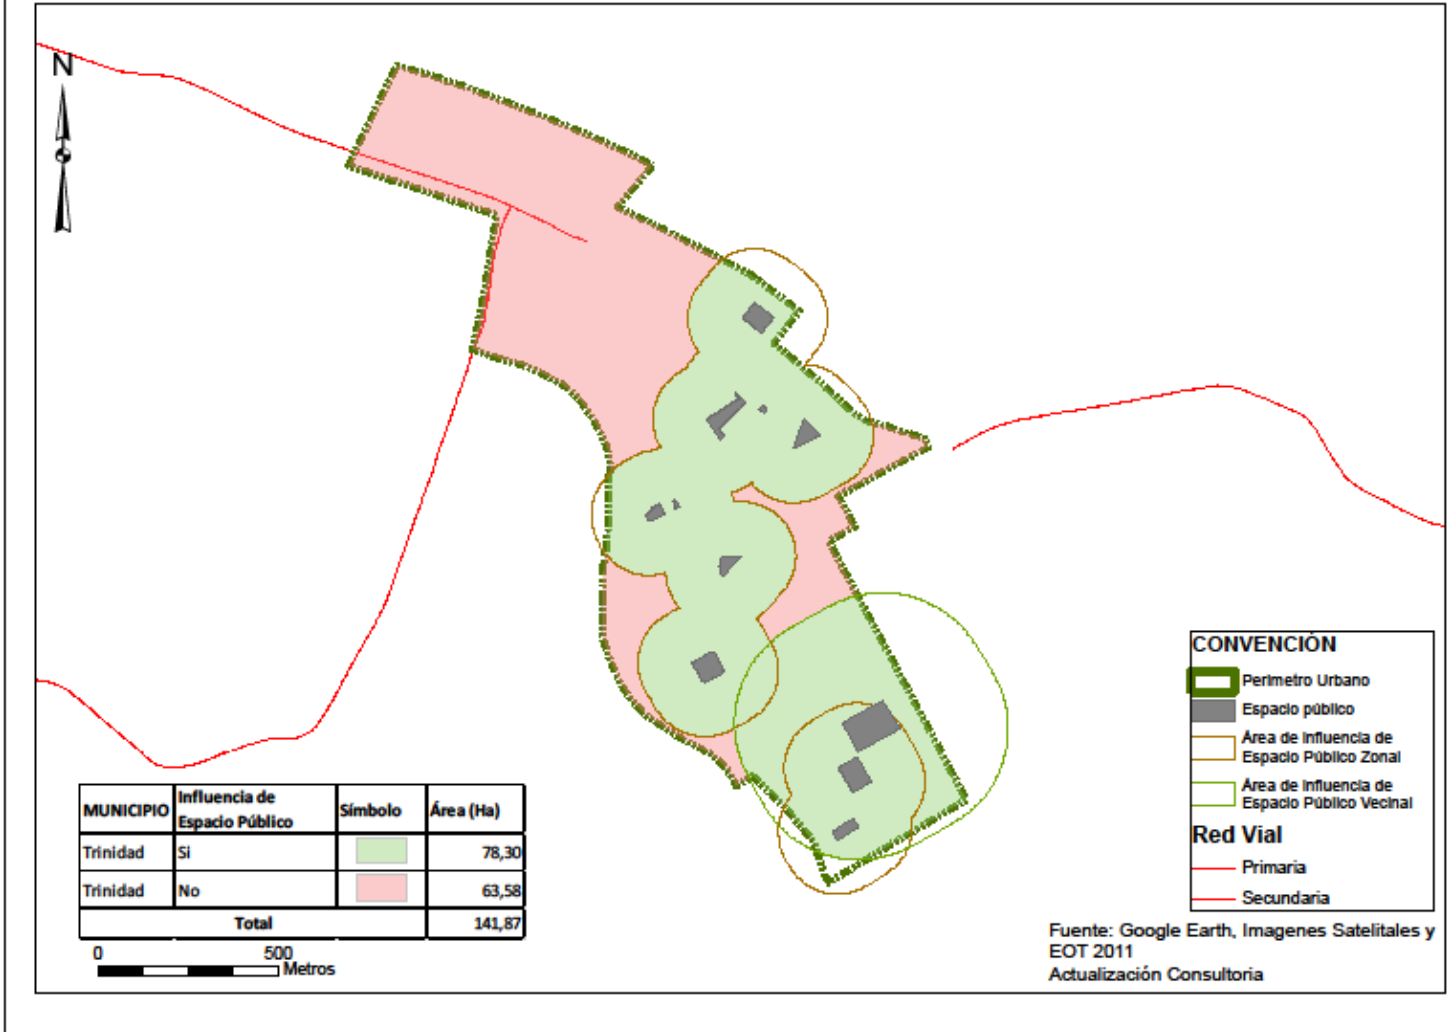 N
CONVENCIÓN
Perímetro Urbano
Espacio público
Área de Influencia de
Espacio Público Zonal
Área de Influencia de
Espacio Público Vecinal
Red Vial
Primaria
Secundaria
MUNICIPIO Influencia de Espacio Público Símbolo Área (Ha)
Trinidad Si 78,30
Trinidad No 63,58
Total 141,87
0 500
Metros
Fuente: Google Earth, Imagenes Satelitales y
EOT 2011
Actualización Consultoria